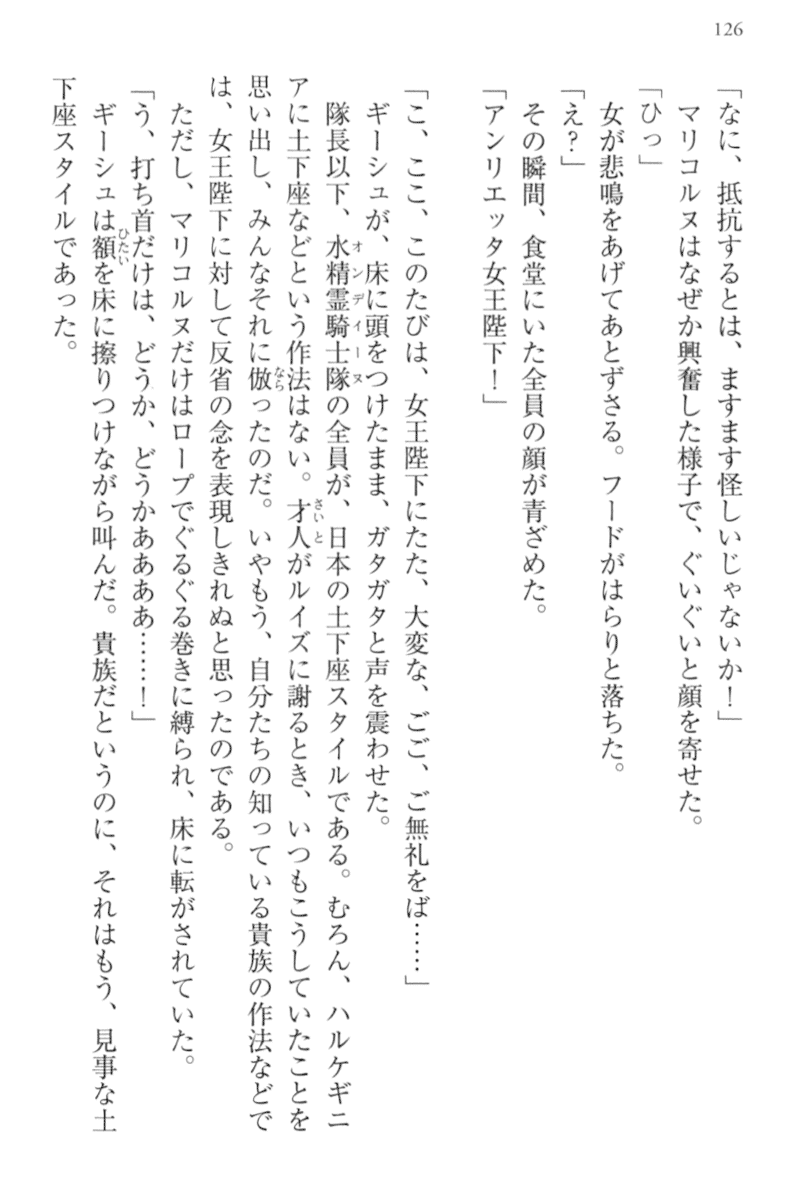 126
「なに、抵抗するとは、ますます怪しいじゃないか！」
マリコルヌはなぜか興奮した様子で、ぐいぐいと顔を寄せた。
「ひっ」
女が悲鳴をあげてあとずさる。フードがはらりと落ちた。
「え？」
その瞬間、食堂にいた全員の顔が青ざめた。
「アンリエッタ女王陛下！」
「こ、ここ、このたびは、女王陛下にたた、大変な、ごご、ご無礼をば……」
ギーシュが、床に頭をつけたまま、ガタガタと声を震わせた。
隊長以下、水精霊騎士隊の全員が、日本の土下座スタイルである。むろん、ハルケギニ
オンディーヌ
アに土下座などという作法はない。才人がルイズに謝るとき、いつもこうしていたことを
さいと
思い出し、みんなそれに倣ったのだ。いやもう、自分たちの知っている貴族の作法などで
なら
は、女王陛下に対して反省の念を表現しきれぬと思ったのである。
ただし、マリコルヌだけはロープでぐるぐる巻きに縛られ、床に転がされていた。
「う、打ち首だけは、どうか、どうかああああ……！」
ギーシュは額を床に擦りつけながら叫んだ。貴族だというのに、それはもう、見事な土
ひたい
下座スタイルであった。